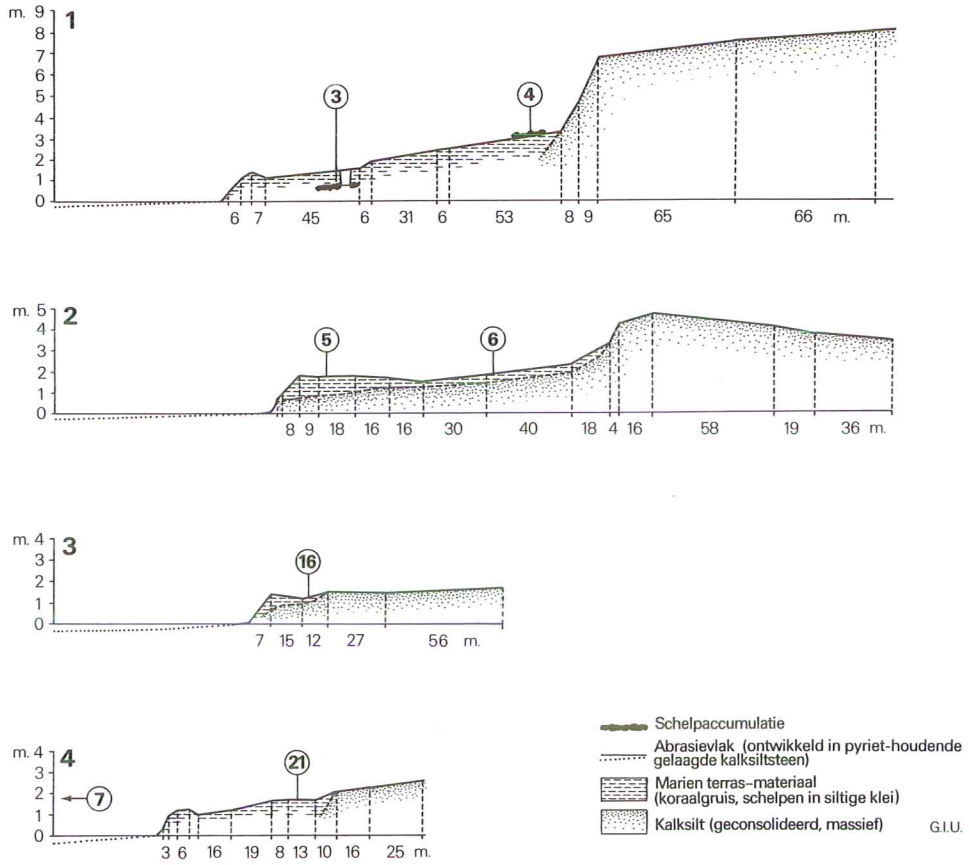 m. 9
1
8
7
6
5
4
3
2
1
0
3
4
6 7 45 6 31 6 53 8 9 65 66 m.
m. 5
2
4
3
2
1
0
5
6
8 9 18 16 16 30 40 18 4 16 58 19 36 m.
m. 4
3
3
2
1
0
16
7 15 12 27 56 m.
m. 4
4
3
2
1
0
7
21
3 6 16 19 8 13 10 16 25 m.
Schelpaccumulatie
Abrasievlak (ontwikkeld in pyriet-houdende
gelaagde kalksiltsteen)
Marien terras-materiaal
(koraalgruis, schelpen in siltige klei)
Kalksilt (geconsolideerd, massief)
G.I.U.